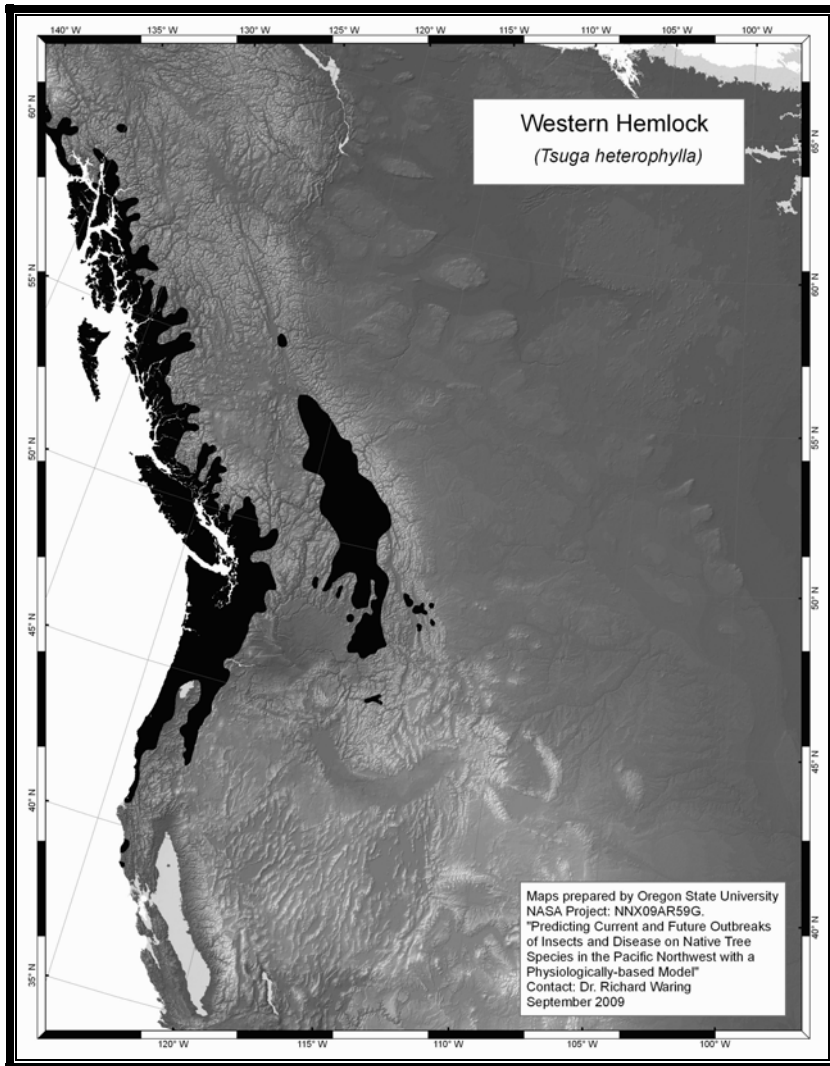 140° W 135° W 130° W 125° W 120° W 115° W 110° W 105° W 100° W
Western Hemlock
(Tsuga heterophylla)
60° N
55° N
50° N
45° N
40° N
35° N
65° N
60° N
55° N
50° N
45° N
40° N
Maps prepared by Oregon State University
NASA Project: NNX09AR59G.
"Predicting Current and Future Outbreaks
of Insects and Disease on Native Tree
Species in the Pacific Northwest with a
Physiologically-based Model"
Contact: Dr. Richard Waring
September 2009
120° W 115° W 110° W 105° W 100° W